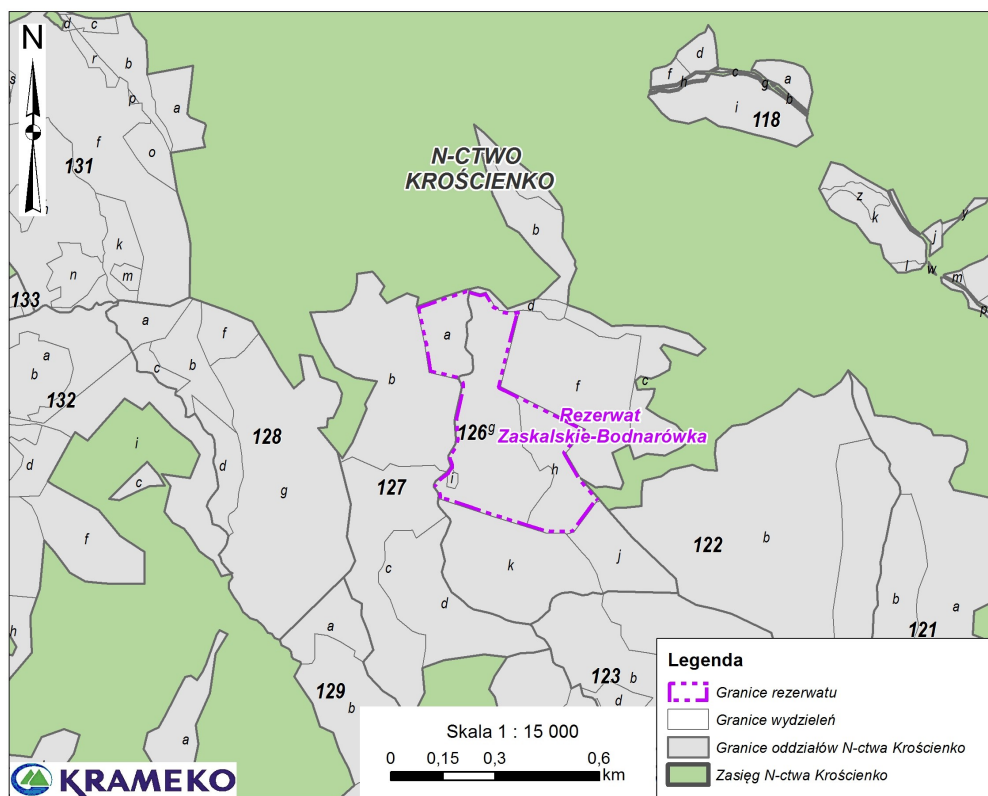 N
N-CTWO
KROŚCIENKO
d c
r b
s p a
f o
131
k
n m
133
d
f h c a
g b
i 118
z
k y
j
l w m
p
b
d
a f
a
b
c b
a
b
132
i
128 d
c
g
f
h
b
f
c
126 g
Rezerwat
Zaskalskie-Bodnarówka
h
i
127
c
k
j
d
122 b
b a
121
a
129
b
123 b
d
a
Skala 1 : 15 000
0 0,15 0,3 0,6
km
KRAMEKO
Legenda
Granice rezerwatu
Granice wydzieleń
Granice oddziałów N-ctwa Krościenko
Zasięg N-ctwa Krościenko